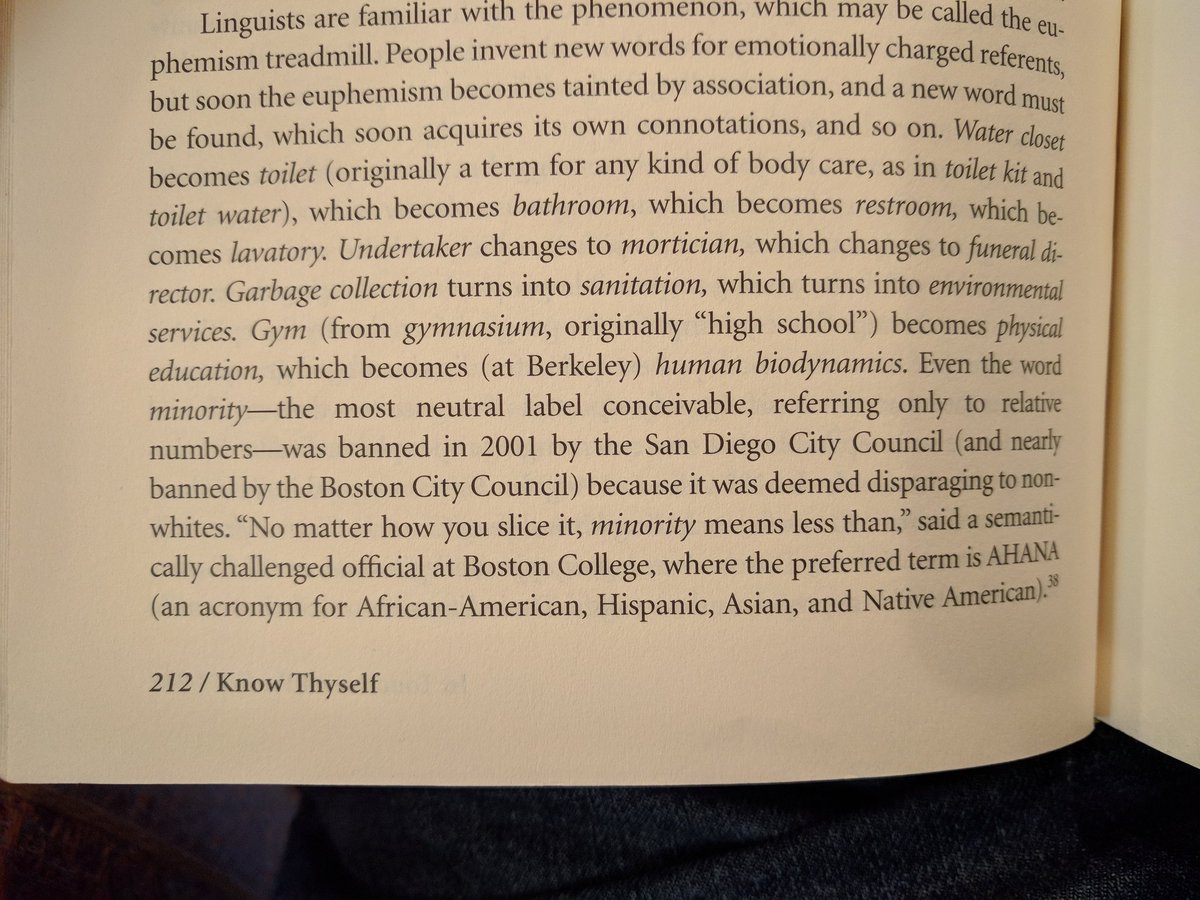 Linguists are familiar with the phenomenon, which may be called the eu-
phemism treadmill. People invent new words for emotionally charged referents,
but soon the euphemism becomes tainted by association, and a new word must
be found, which soon acquires its own connotations, and so on. Water closet
becomes toilet (originally a term for any kind of body care, as in toilet kit and
toilet water), which becomes bathroom, which becomes restroom, which be-
comes lavatory. Undertaker changes to mortician, which changes to funeral di-
rector. Garbage collection turns into sanitation, which turns into environmental
services. Gym (from gymnasium, originally “high school”) becomes physical
education, which becomes (at Berkeley) human biodynamics. Even the word
minority—the most neutral label conceivable, referring only to relative
numbers—was banned in 2001 by the San Diego City Council (and nearly
banned by the Boston City Council) because it was deemed disparaging to non-
whites. “No matter how you slice it, minority means less than,” said a semanti-
cally challenged official at Boston College, where the preferred term is AHANA
(an acronym for African-American, Hispanic, Asian, and Native American).38
212 / Know Thyself